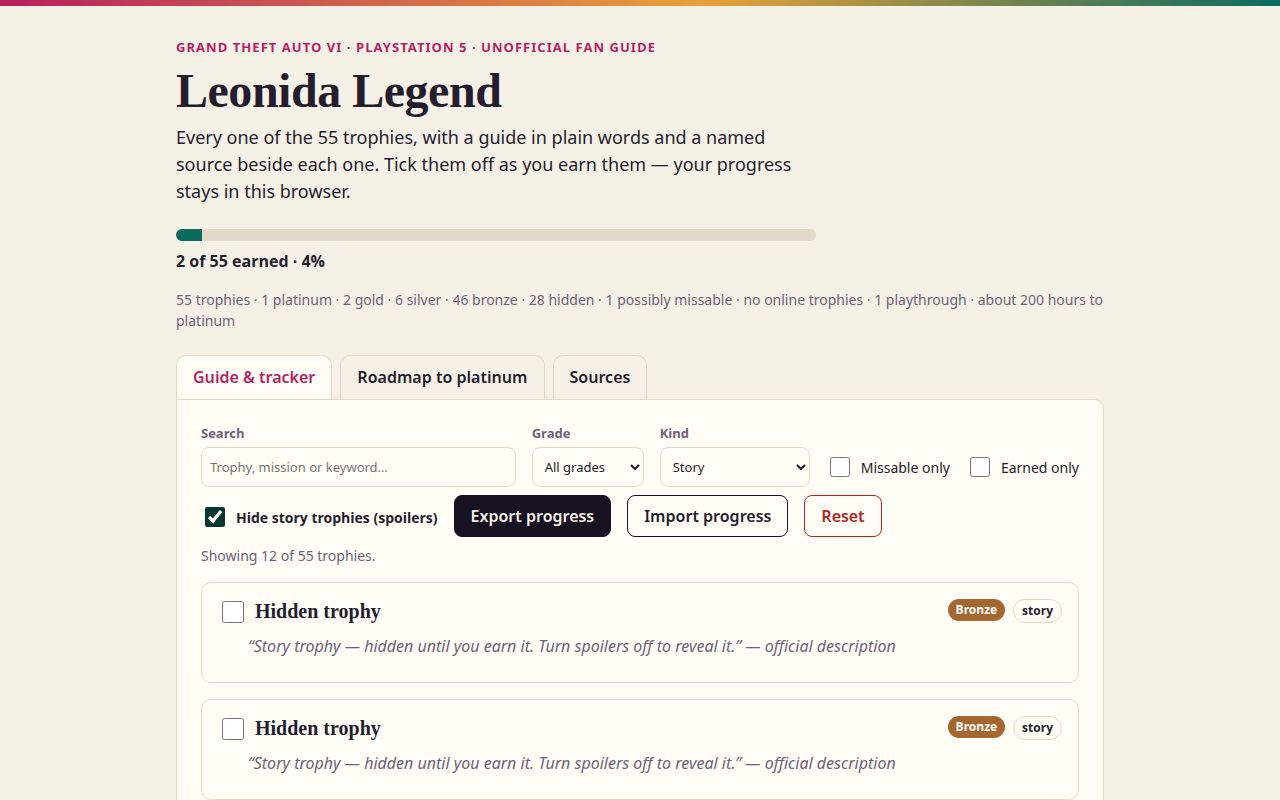 GRAND THEFT AUTO VI · PLAYSTATION 5 · UNOFFICIAL FAN GUIDE
Leonida Legend
Every one of the 55 trophies, with a guide in plain words and a named
source beside each one. Tick them off as you earn them — your progress
stays in this browser.
2 of 55 earned · 4%
55 trophies · 1 platinum · 2 gold · 6 silver · 46 bronze · 28 hidden · 1 possibly missable · no online trophies · 1 playthrough · about 200 hours to
platinum
Guide & tracker
Roadmap to platinum
Sources
Search
Grade
Kind
Trophy, mission or keyword...
All grades
Story
Missable only
Earned only
Hide story trophies (spoilers)
Export progress
Import progress
Reset
Showing 12 of 55 trophies.
Hidden trophy
Bronze
story
“Story trophy — hidden until you earn it. Turn spoilers off to reveal it.” — official description
Hidden trophy
Bronze
story
“Story trophy — hidden until you earn it. Turn spoilers off to reveal it.” — official description